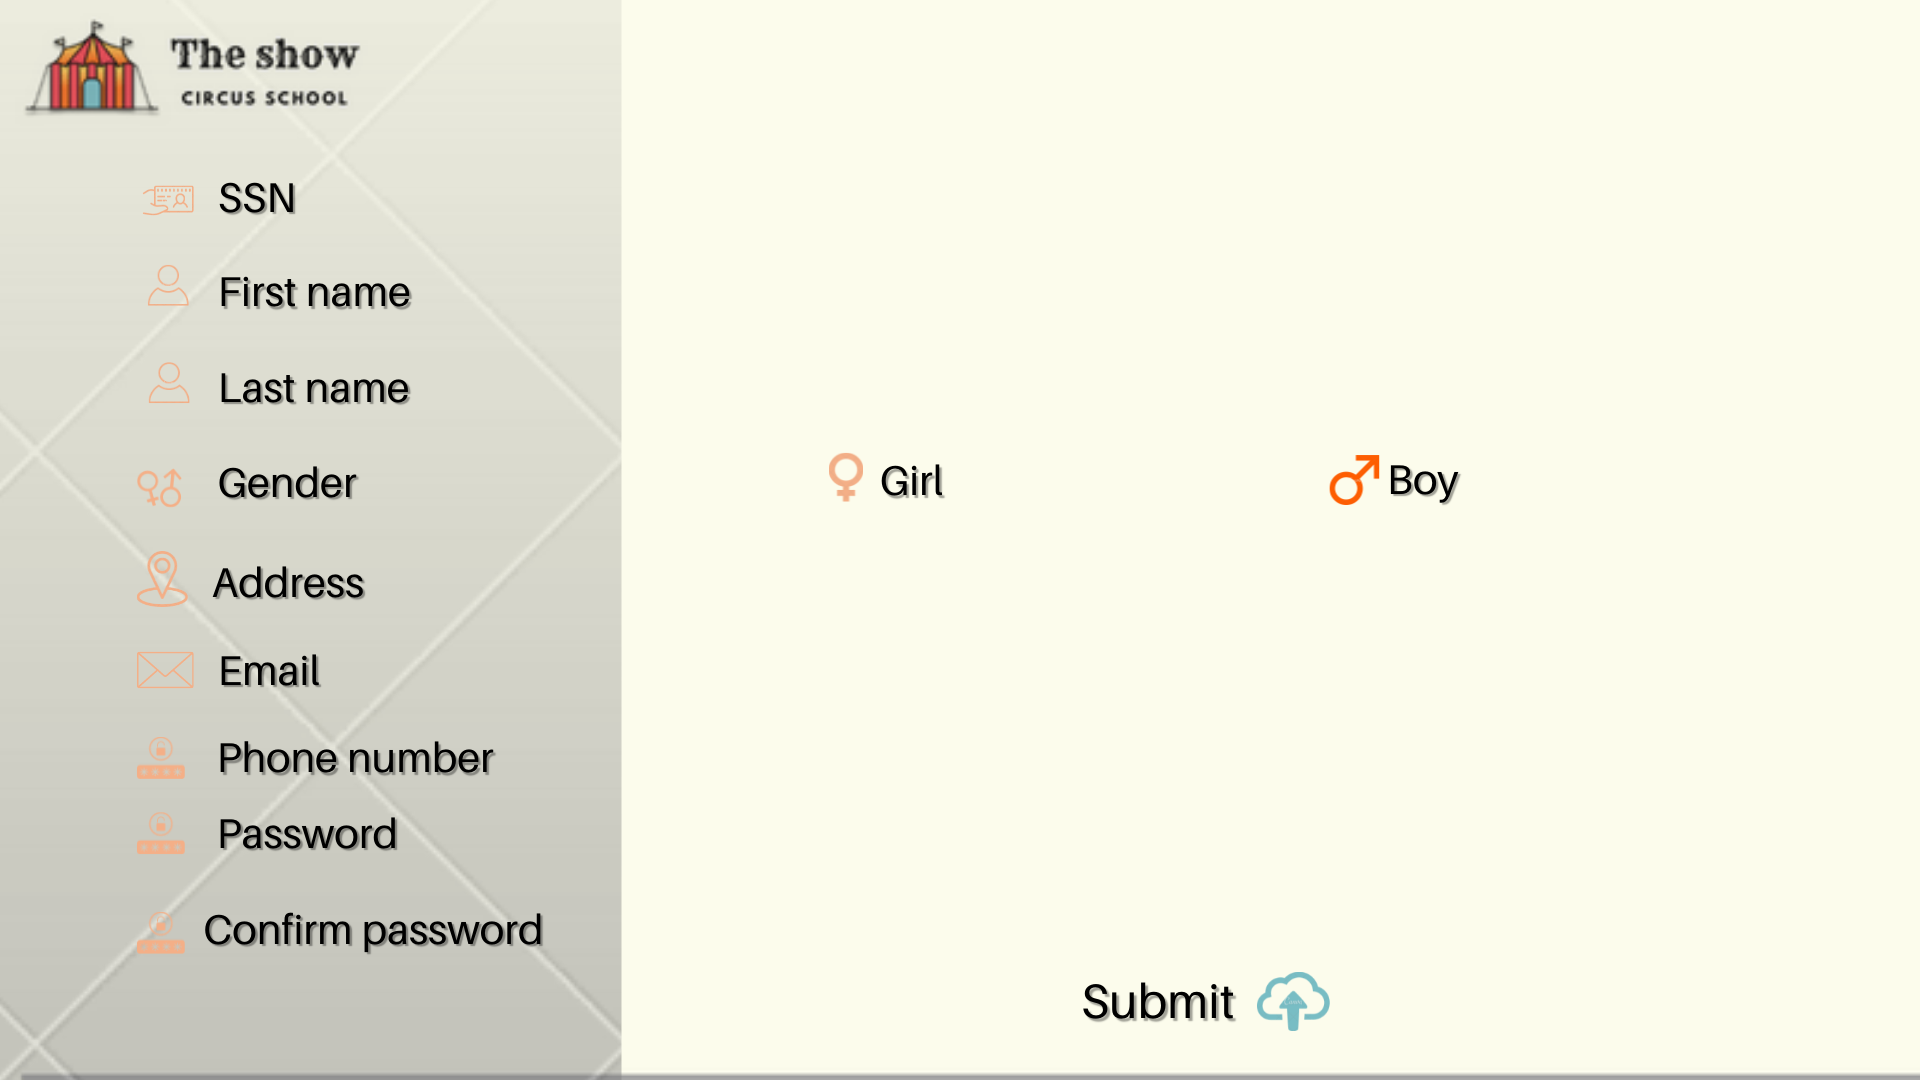 The show
CIRCUS SCHOOL
SSN
First name
Last name
Gender
Girl
Boy
Address
Email
Phone number
Password
Confirm password
Submit